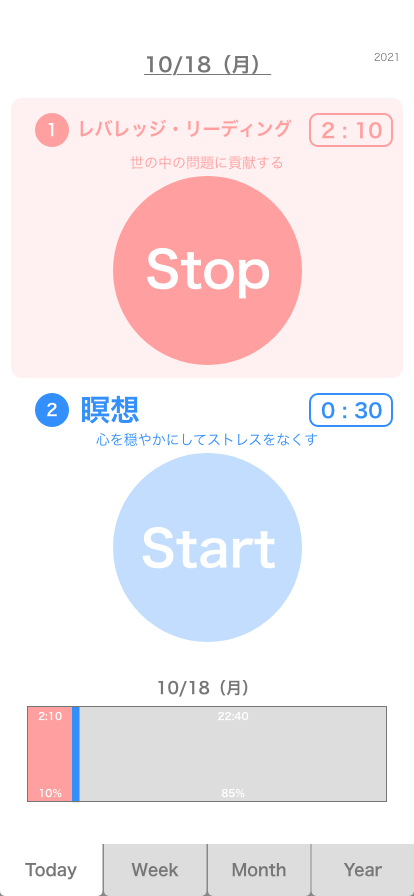 10/18（月）
2021
1 レバレッジ・リーディング 2 : 10
世の中の問題に貢献する
Stop
2 瞑想 0 : 30
心を穏やかにしてストレスをなくす
Start
10/18（月）
2:10 22:40
10% 85%
Today Week Month Year